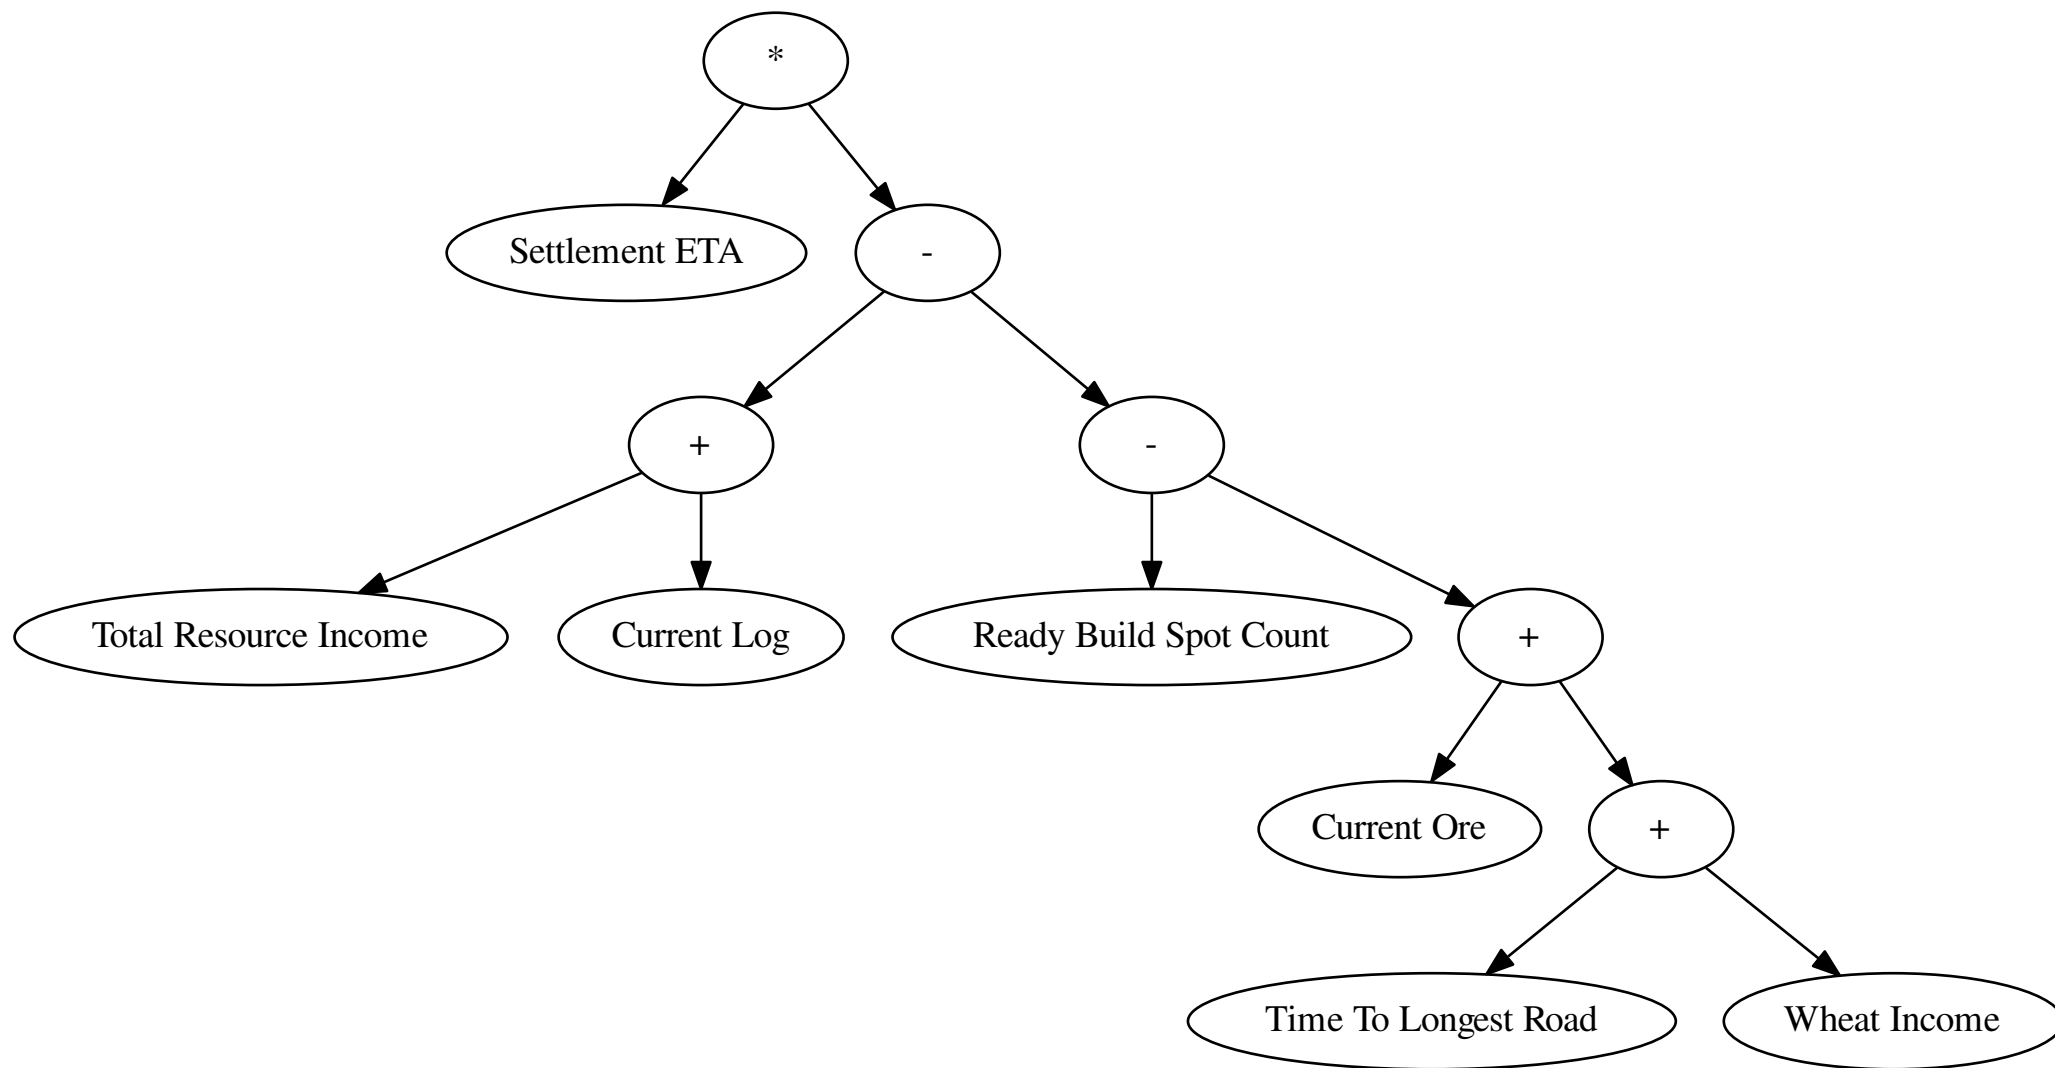 *
Settlement ETA
-
+
-
Total Resource Income
Current Log
Ready Build Spot Count
+
Current Ore
+
Time To Longest Road
Wheat Income